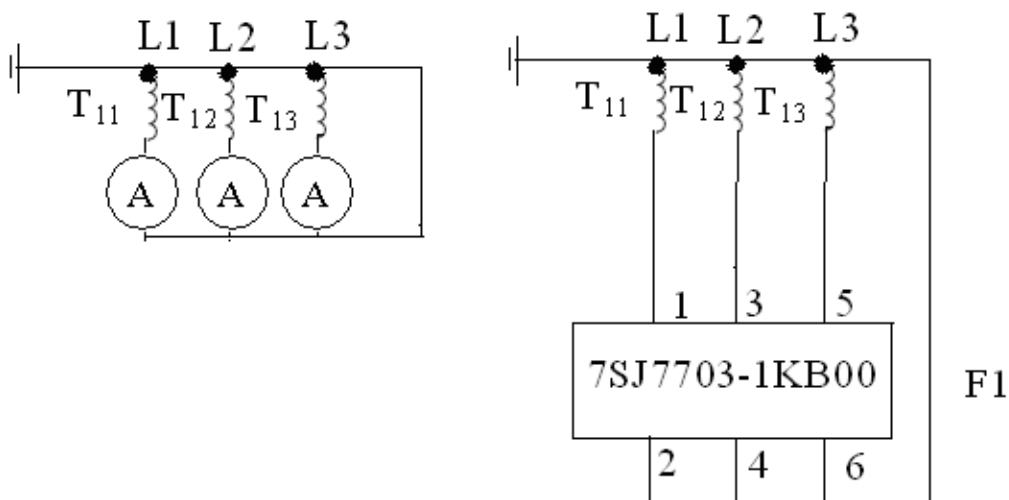 L1 L2 L3
T11 T12 T13
A A A
L1 L2 L3
T11 T12 T13
1 3 5
7SJ7703-1KB00
F1
2 4 6